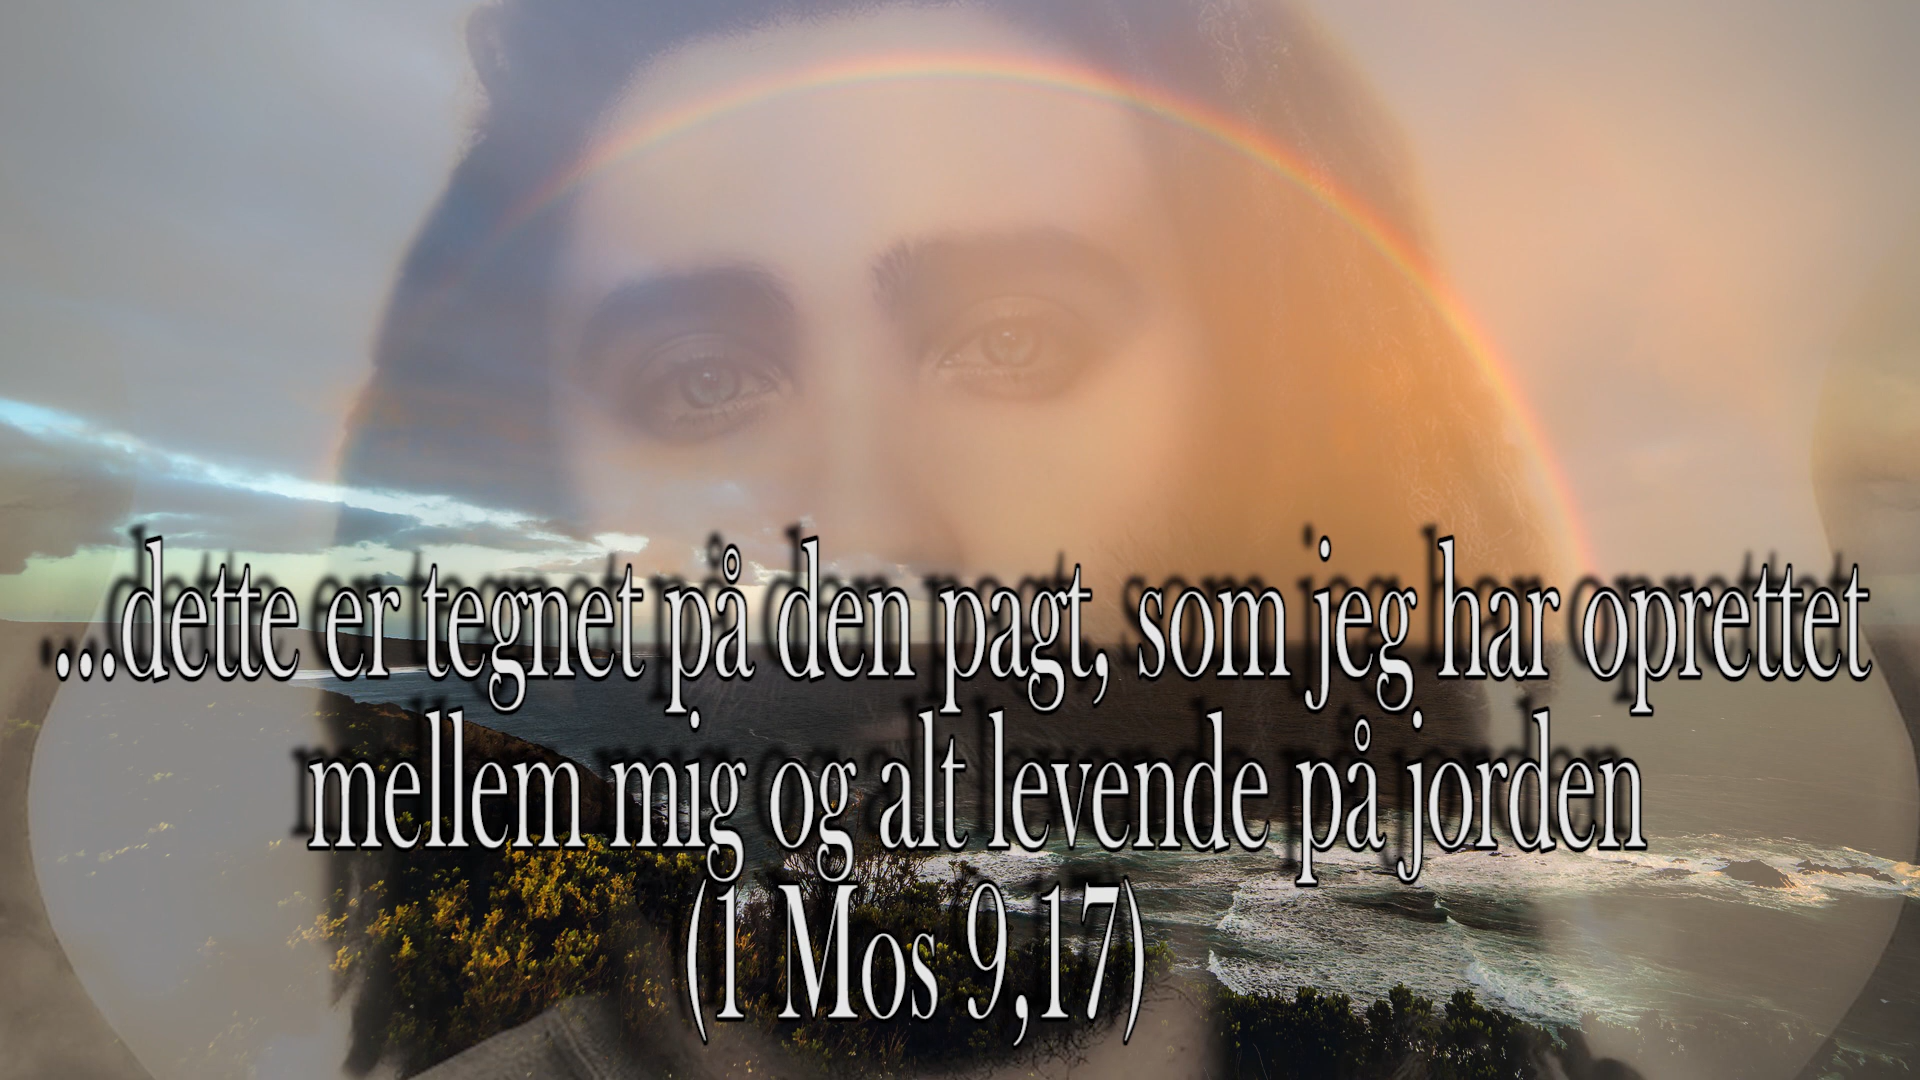 ...dette er tegnet på den pagt, som jeg har oprettet
mellem mig og alt levende på jorden
(1 Mos 9,17)